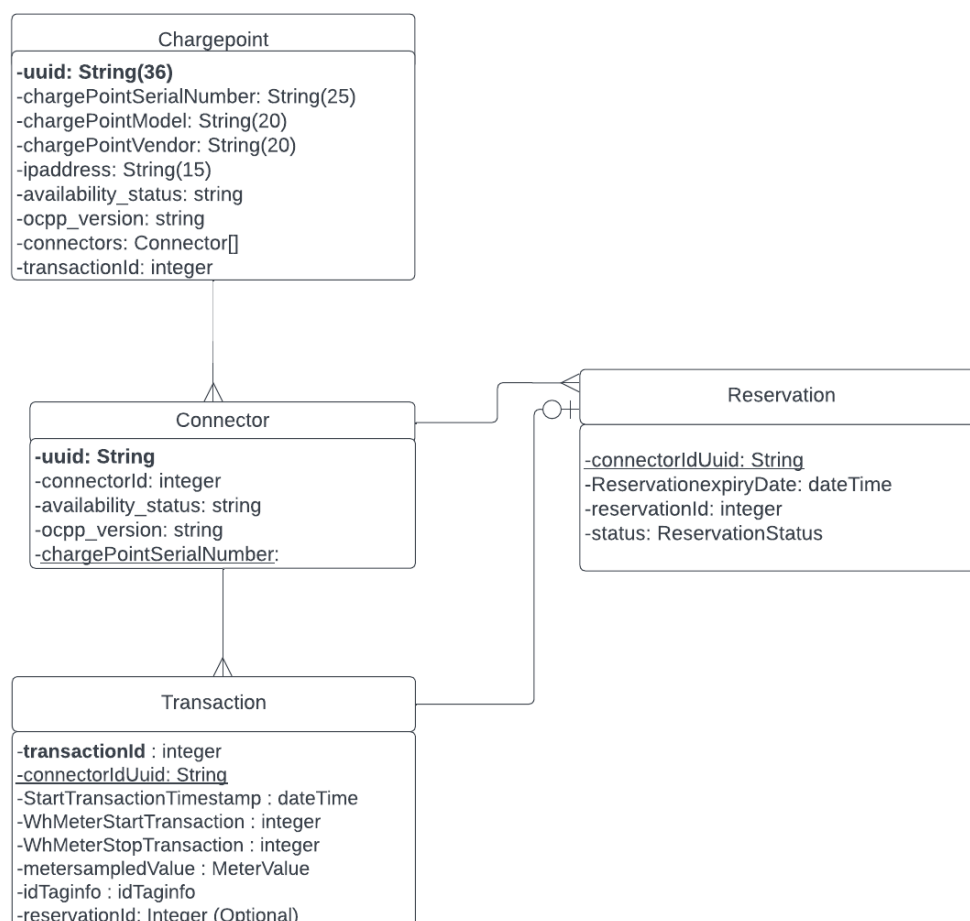 Chargepoint
-uuid: String(36)
-chargePointSerialNumber: String(25)
-chargePointModel: String(20)
-chargePointVendor: String(20)
-ipaddress: String(15)
-availability_status: string
-ocpp_version: string
-connectors: Connector[]
-transactionId: integer
Connector
-uuid: String
-connectorId: integer
-availability_status: string
-ocpp_version: string
-chargePointSerialNumber:
Reservation
-connectorIdUuid: String
-ReservationexpiryDate: dateTime
-reservationId: integer
-status: ReservationStatus
Transaction
-transactionId : integer
-connectorIdUuid: String
-StartTransactionTimestamp : dateTime
-WhMeterStartTransaction : integer
-WhMeterStopTransaction : integer
-metersampledValue : MeterValue
-idTaginfo : idTaginfo
-reservationId: Integer (Optional)